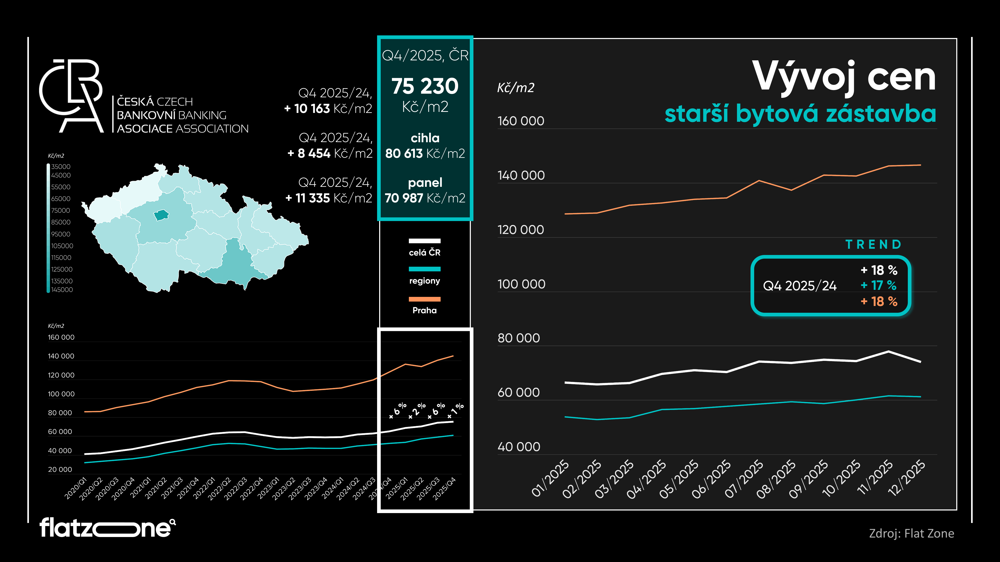 ČBA
ČESKÁ CZECH
BANKOVNÍ BANKING
ASOCIACE ASSOCIATION
Q4 2025/24,
+ 10 163 Kč/m2
Q4 2025/24,
+ 8 454 Kč/m2
Q4 2025/24,
+ 11 335 Kč/m2
Q4/2025, ČR
75 230
Kč/m2
cihla
80 613 Kč/m2
panel
70 987 Kč/m2
celá ČR
regiony
Praha
Kč/m2
35000
45000
55000
65000
75000
85000
95000
105000
115000
125000
135000
145000
Kč/m2
160 000
140 000
120 000
100 000
80 000
60 000
40 000
20 000
+ 6 %
+ 2 %
+ 6 %
+ 1 %
2020/Q1
2020/Q2
2020/Q3
2020/Q4
2021/Q1
2021/Q2
2021/Q3
2021/Q4
2022/Q1
2022/Q2
2022/Q3
2022/Q4
2023/Q1
2023/Q2
2023/Q3
2023/Q4
2024/Q1
2024/Q2
2024/Q3
2024/Q4
2025/Q1
2025/Q2
2025/Q3
2025/Q4
Vývoj cen
starší bytová zástavba
Kč/m2
160 000
140 000
120 000
100 000
80 000
60 000
40 000
TREND
Q4 2025/24
+ 18 %
+ 17 %
+ 18 %
01/2025
02/2025
03/2025
04/2025
05/2025
06/2025
07/2025
08/2025
09/2025
10/2025
11/2025
12/2025
flatzone
Zdroj: Flat Zone